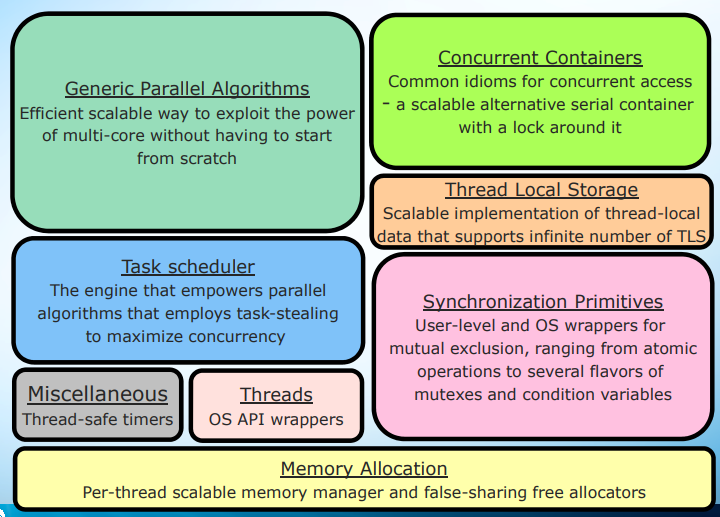 Generic Parallel Algorithms
Efficient scalable way to exploit the power
of multi-core without having to start
from scratch
Concurrent Containers
Common idioms for concurrent access
- a scalable alternative serial container
with a lock around it
Thread Local Storage
Scalable implementation of thread-local
data that supports infinite number of TLS
Task scheduler
The engine that empowers parallel
algorithms that employs task-stealing
to maximize concurrency
Synchronization Primitives
User-level and OS wrappers for
mutual exclusion, ranging from atomic
operations to several flavors of
mutexes and condition variables
Miscellaneous
Thread-safe timers
Threads
OS API wrappers
Memory Allocation
Per-thread scalable memory manager and false-sharing free allocators